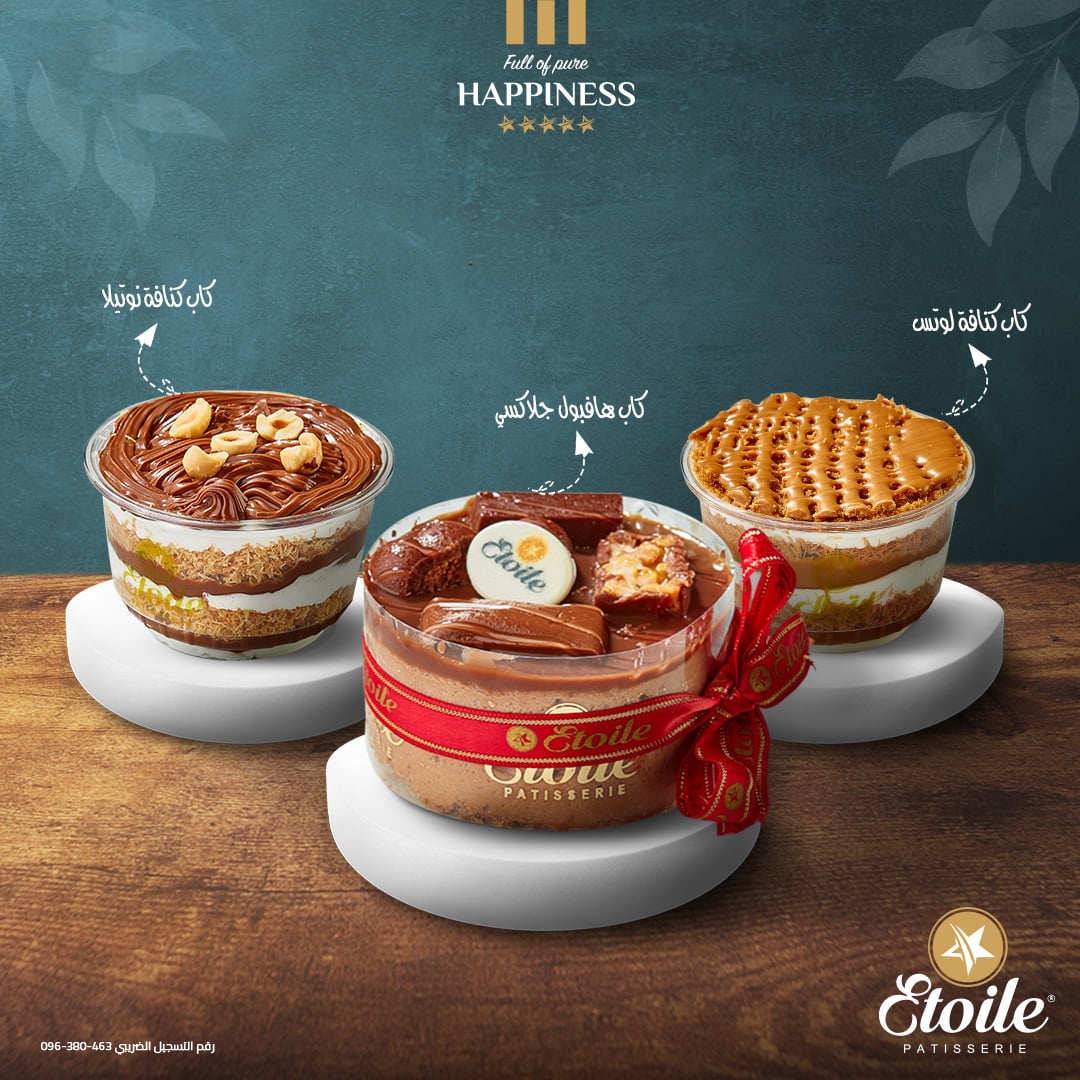 Full of pure
HAPPINESS
كاب كنافة نوتيلا
كاب كنافة لوتس
كاب هافبول جلاكسي
Etoile
Etoile
Etoile
PATISSERIE
Etoile
Etoile®
PATISSERIE
رقم التسجيل الضريبي 463-380-096